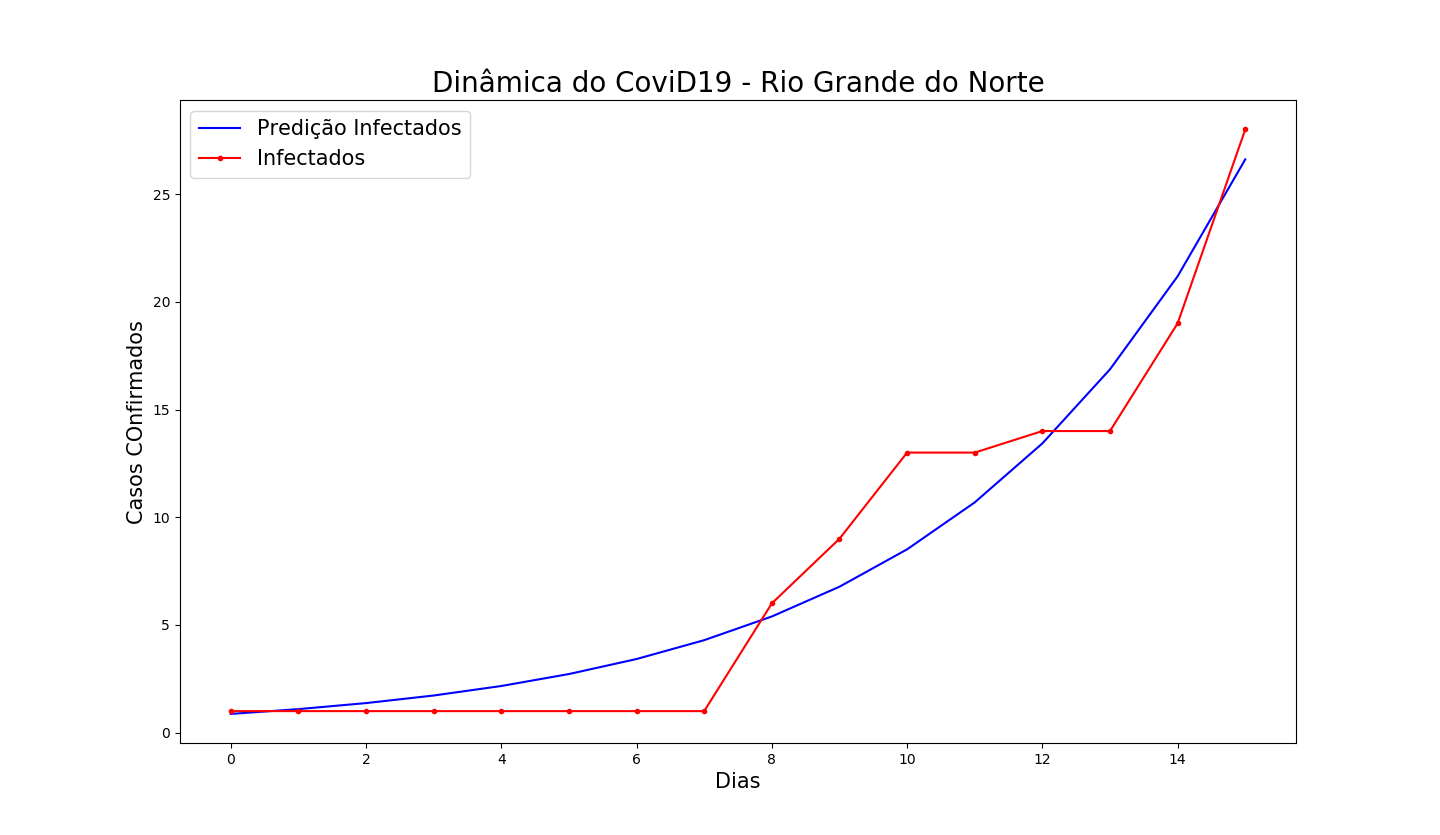 Dinâmica do CoviD19 - Rio Grande do Norte
Predição Infectados
Infectados
Casos COnfirmados
25
20
15
10
5
0
0 2 4 6 8 10 12 14
Dias